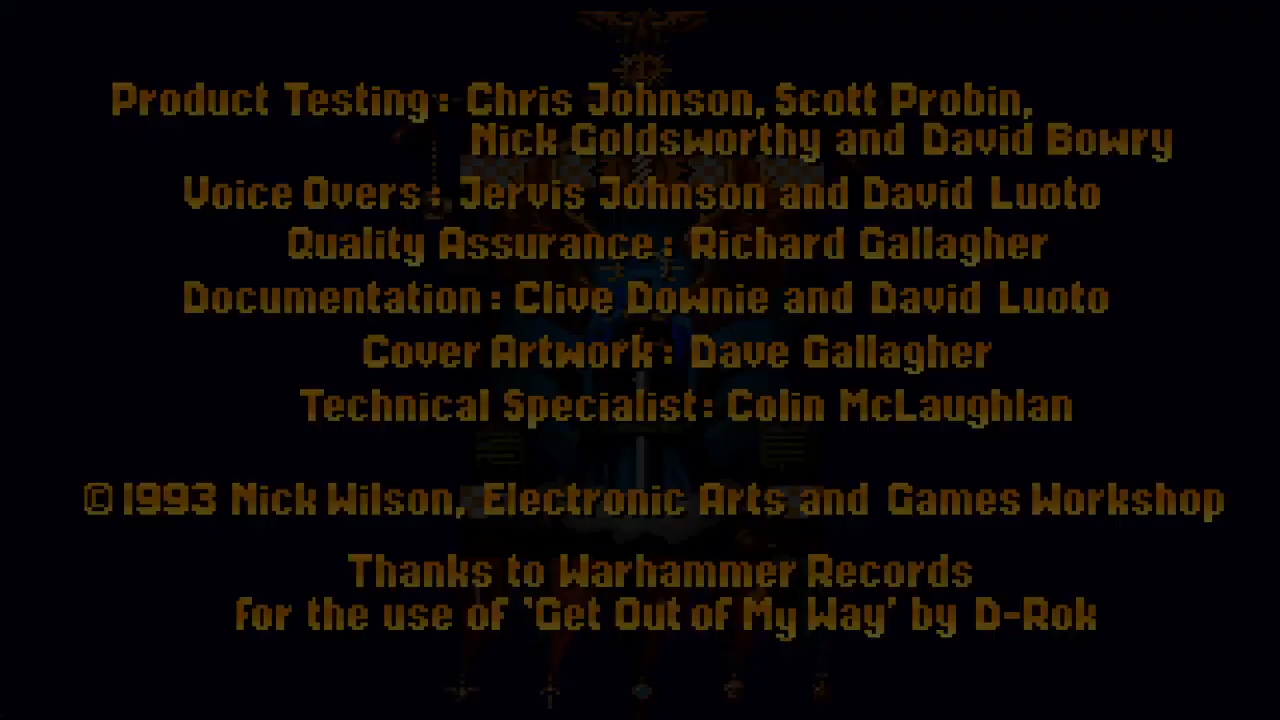 Product Testing: Chris Johnson, Scott Probin,
Nick Goldsworthy and David Bowry
Voice Overs: Jervis Johnson and David Luoto
Quality Assurance: Richard Gallagher
Documentation: Clive Downie and David Luoto
Cover Artwork: Dave Gallagher
Technical Specialist: Colin McLaughlan
©1993 Nick Wilson, Electronic Arts and Games Workshop
Thanks to Warhammer Records
for the use of 'Get Out of My Way' by D-Rok